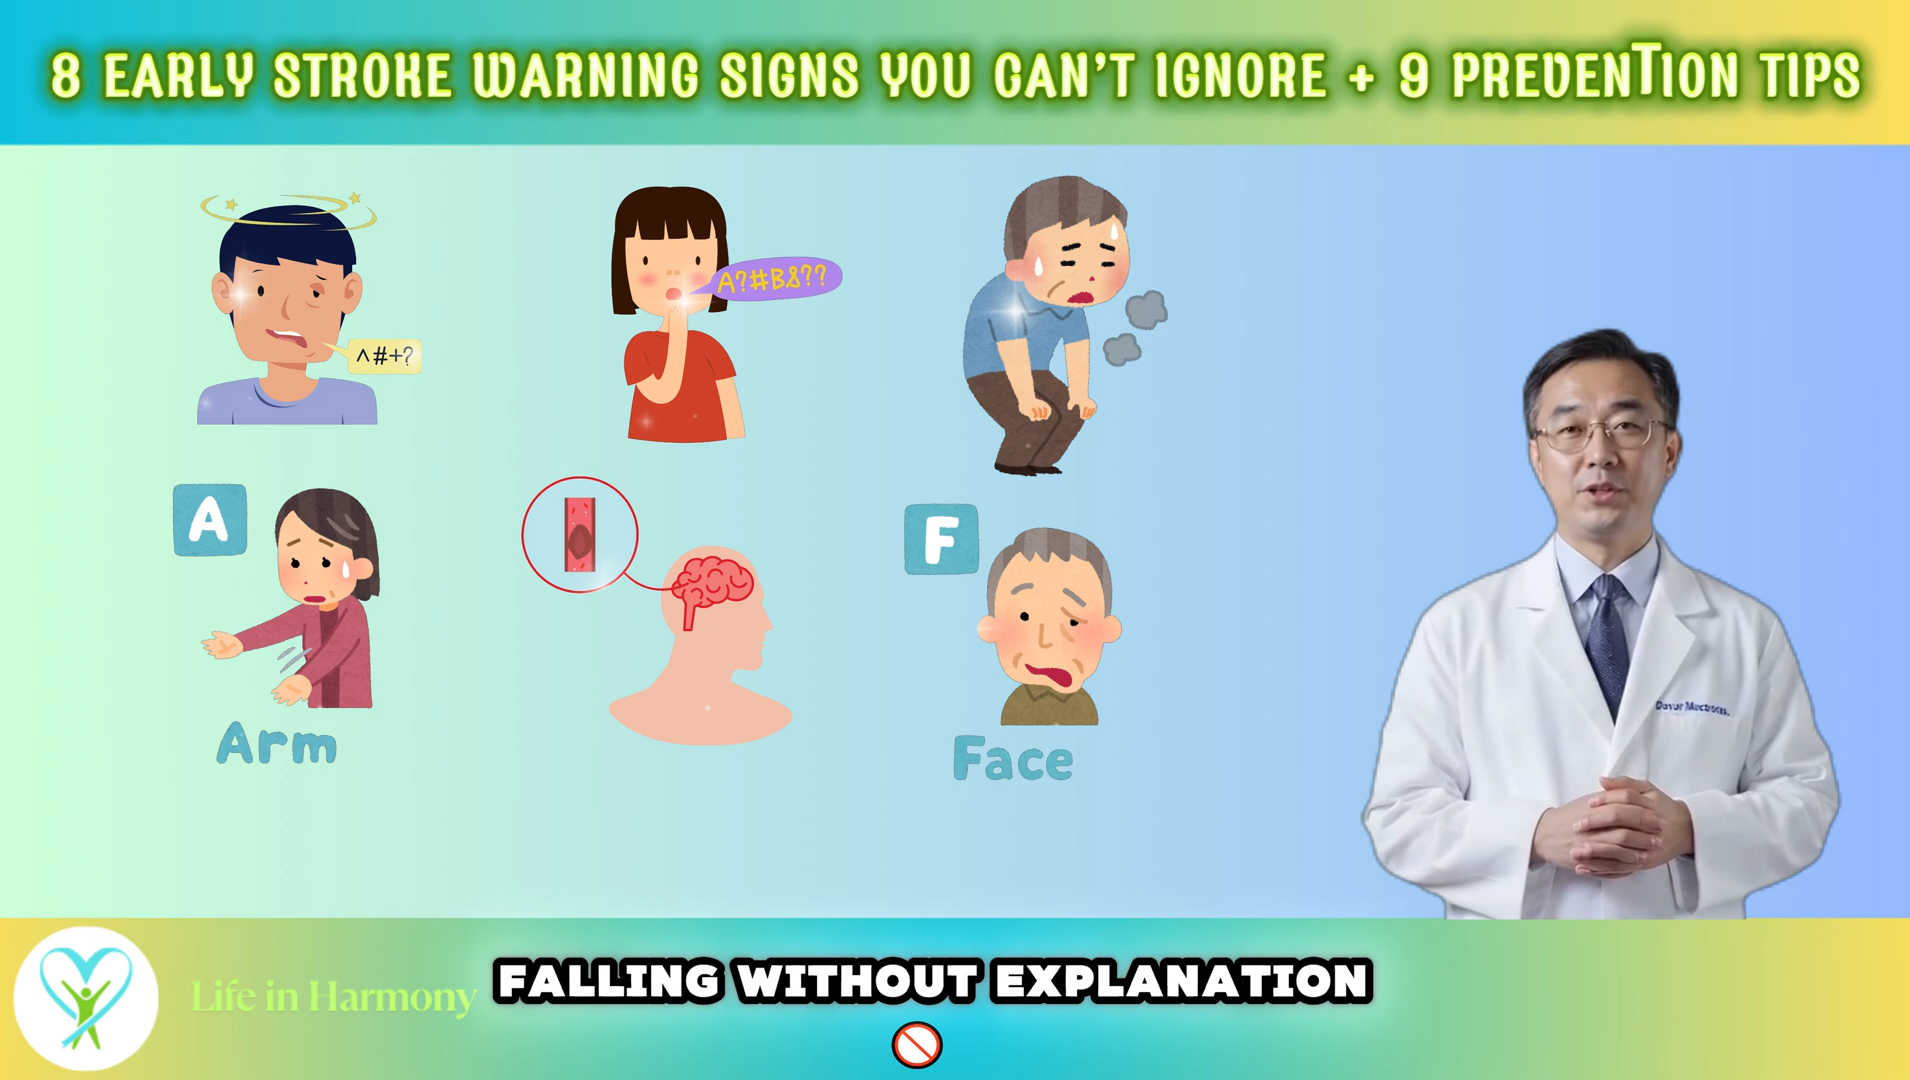 8 EARLY STROKE WARNING SIGNS YOU CAN'T IGNORE + 9 PREVENTION TIPS
^#+?
A?#B&??
A
Arm
F
Face
Life in Harmony
FALLING WITHOUT EXPLANATION